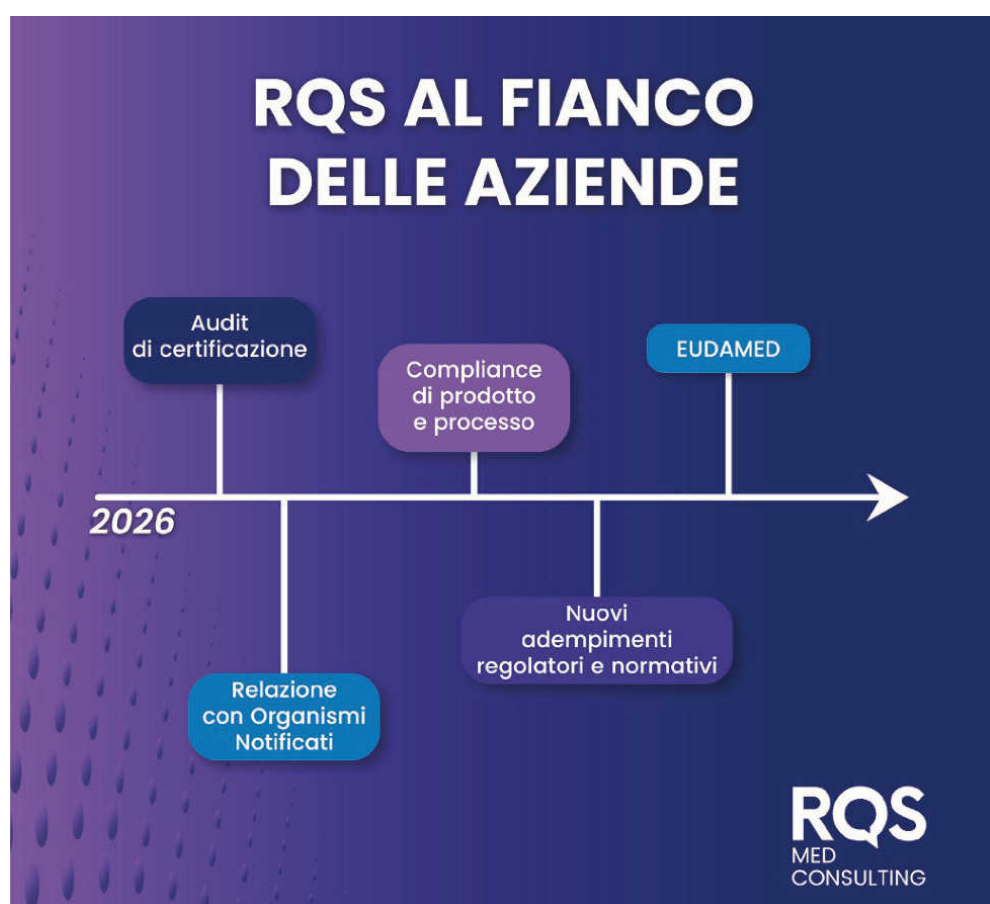 RQS AL FIANCO
DELLE AZIENDE
Audit
di certificazione
Compliance
di prodotto
e processo
EUDAMED
2026
Relazione
con Organismi
Notificati
Nuovi
adempimenti
regolatori e normativi
RQS
MED
CONSULTING